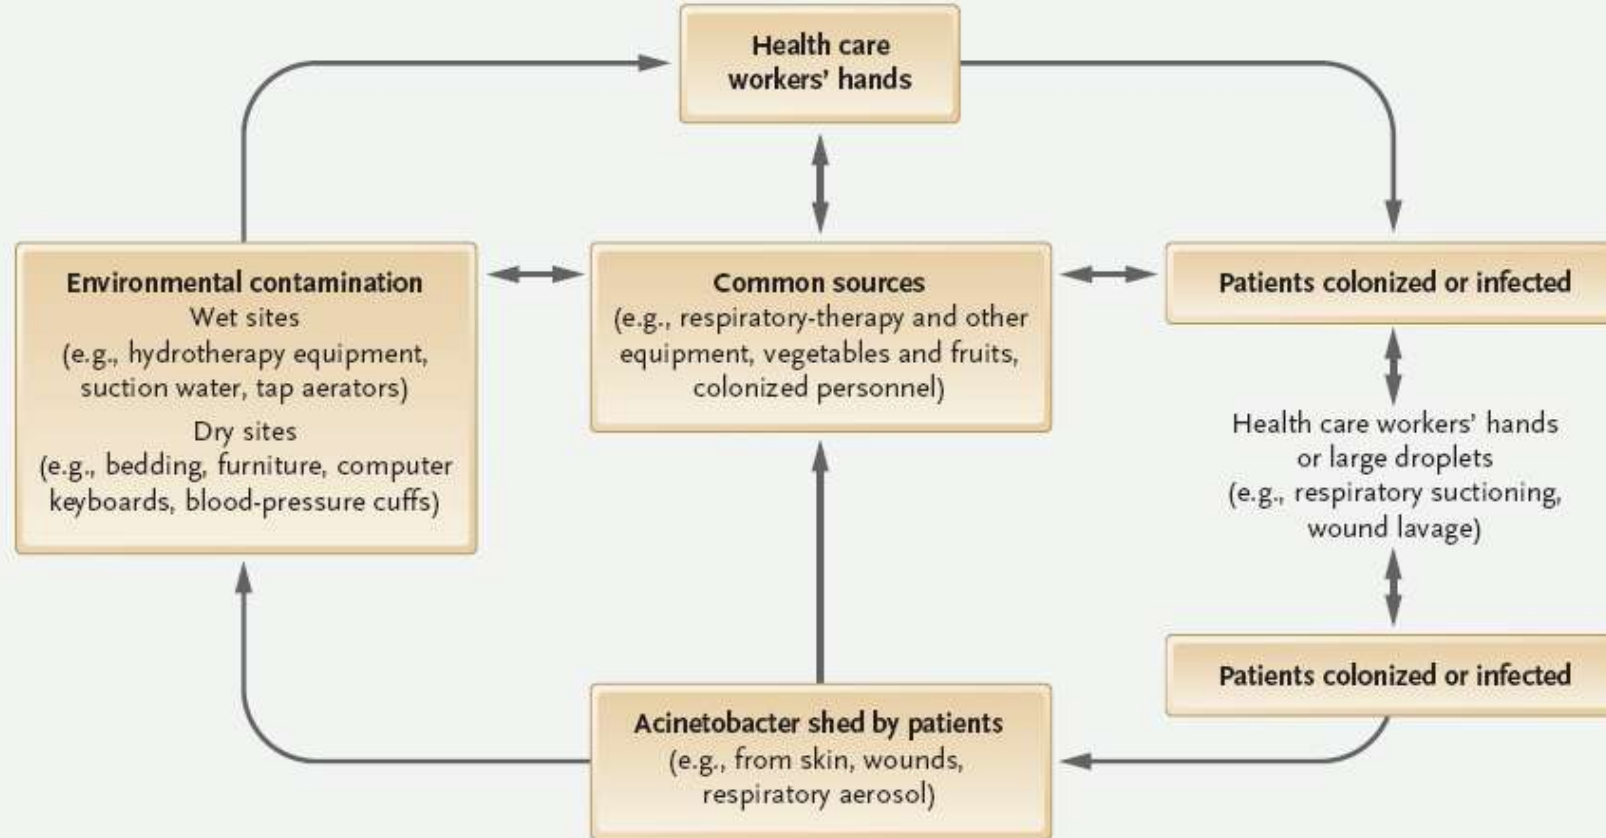 Health care
workers’ hands
Environmental contamination
Wet sites
(e.g., hydrotherapy equipment,
suction water, tap aerators)
Dry sites
(e.g., bedding, furniture, computer
keyboards, blood-pressure cuffs)
Common sources
(e.g., respiratory-therapy and other
equipment, vegetables and fruits,
colonized personnel)
Patients colonized or infected
Health care workers’ hands
or large droplets
(e.g., respiratory suctioning,
wound lavage)
Patients colonized or infected
Acinetobacter shed by patients
(e.g., from skin, wounds,
respiratory aerosol)